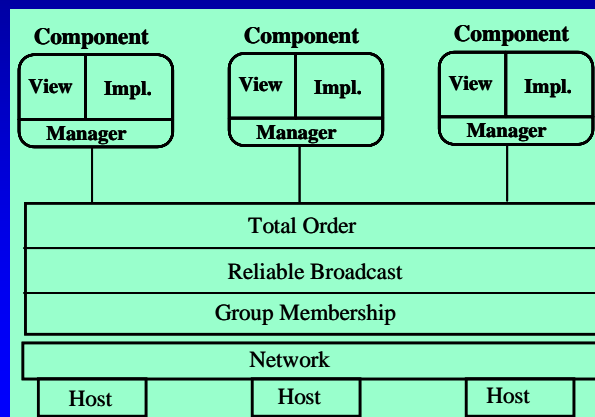 Component Component Component
View Impl. View Impl. View Impl.
Manager Manager Manager
Total Order
Reliable Broadcast
Group Membership
Network
Host Host Host